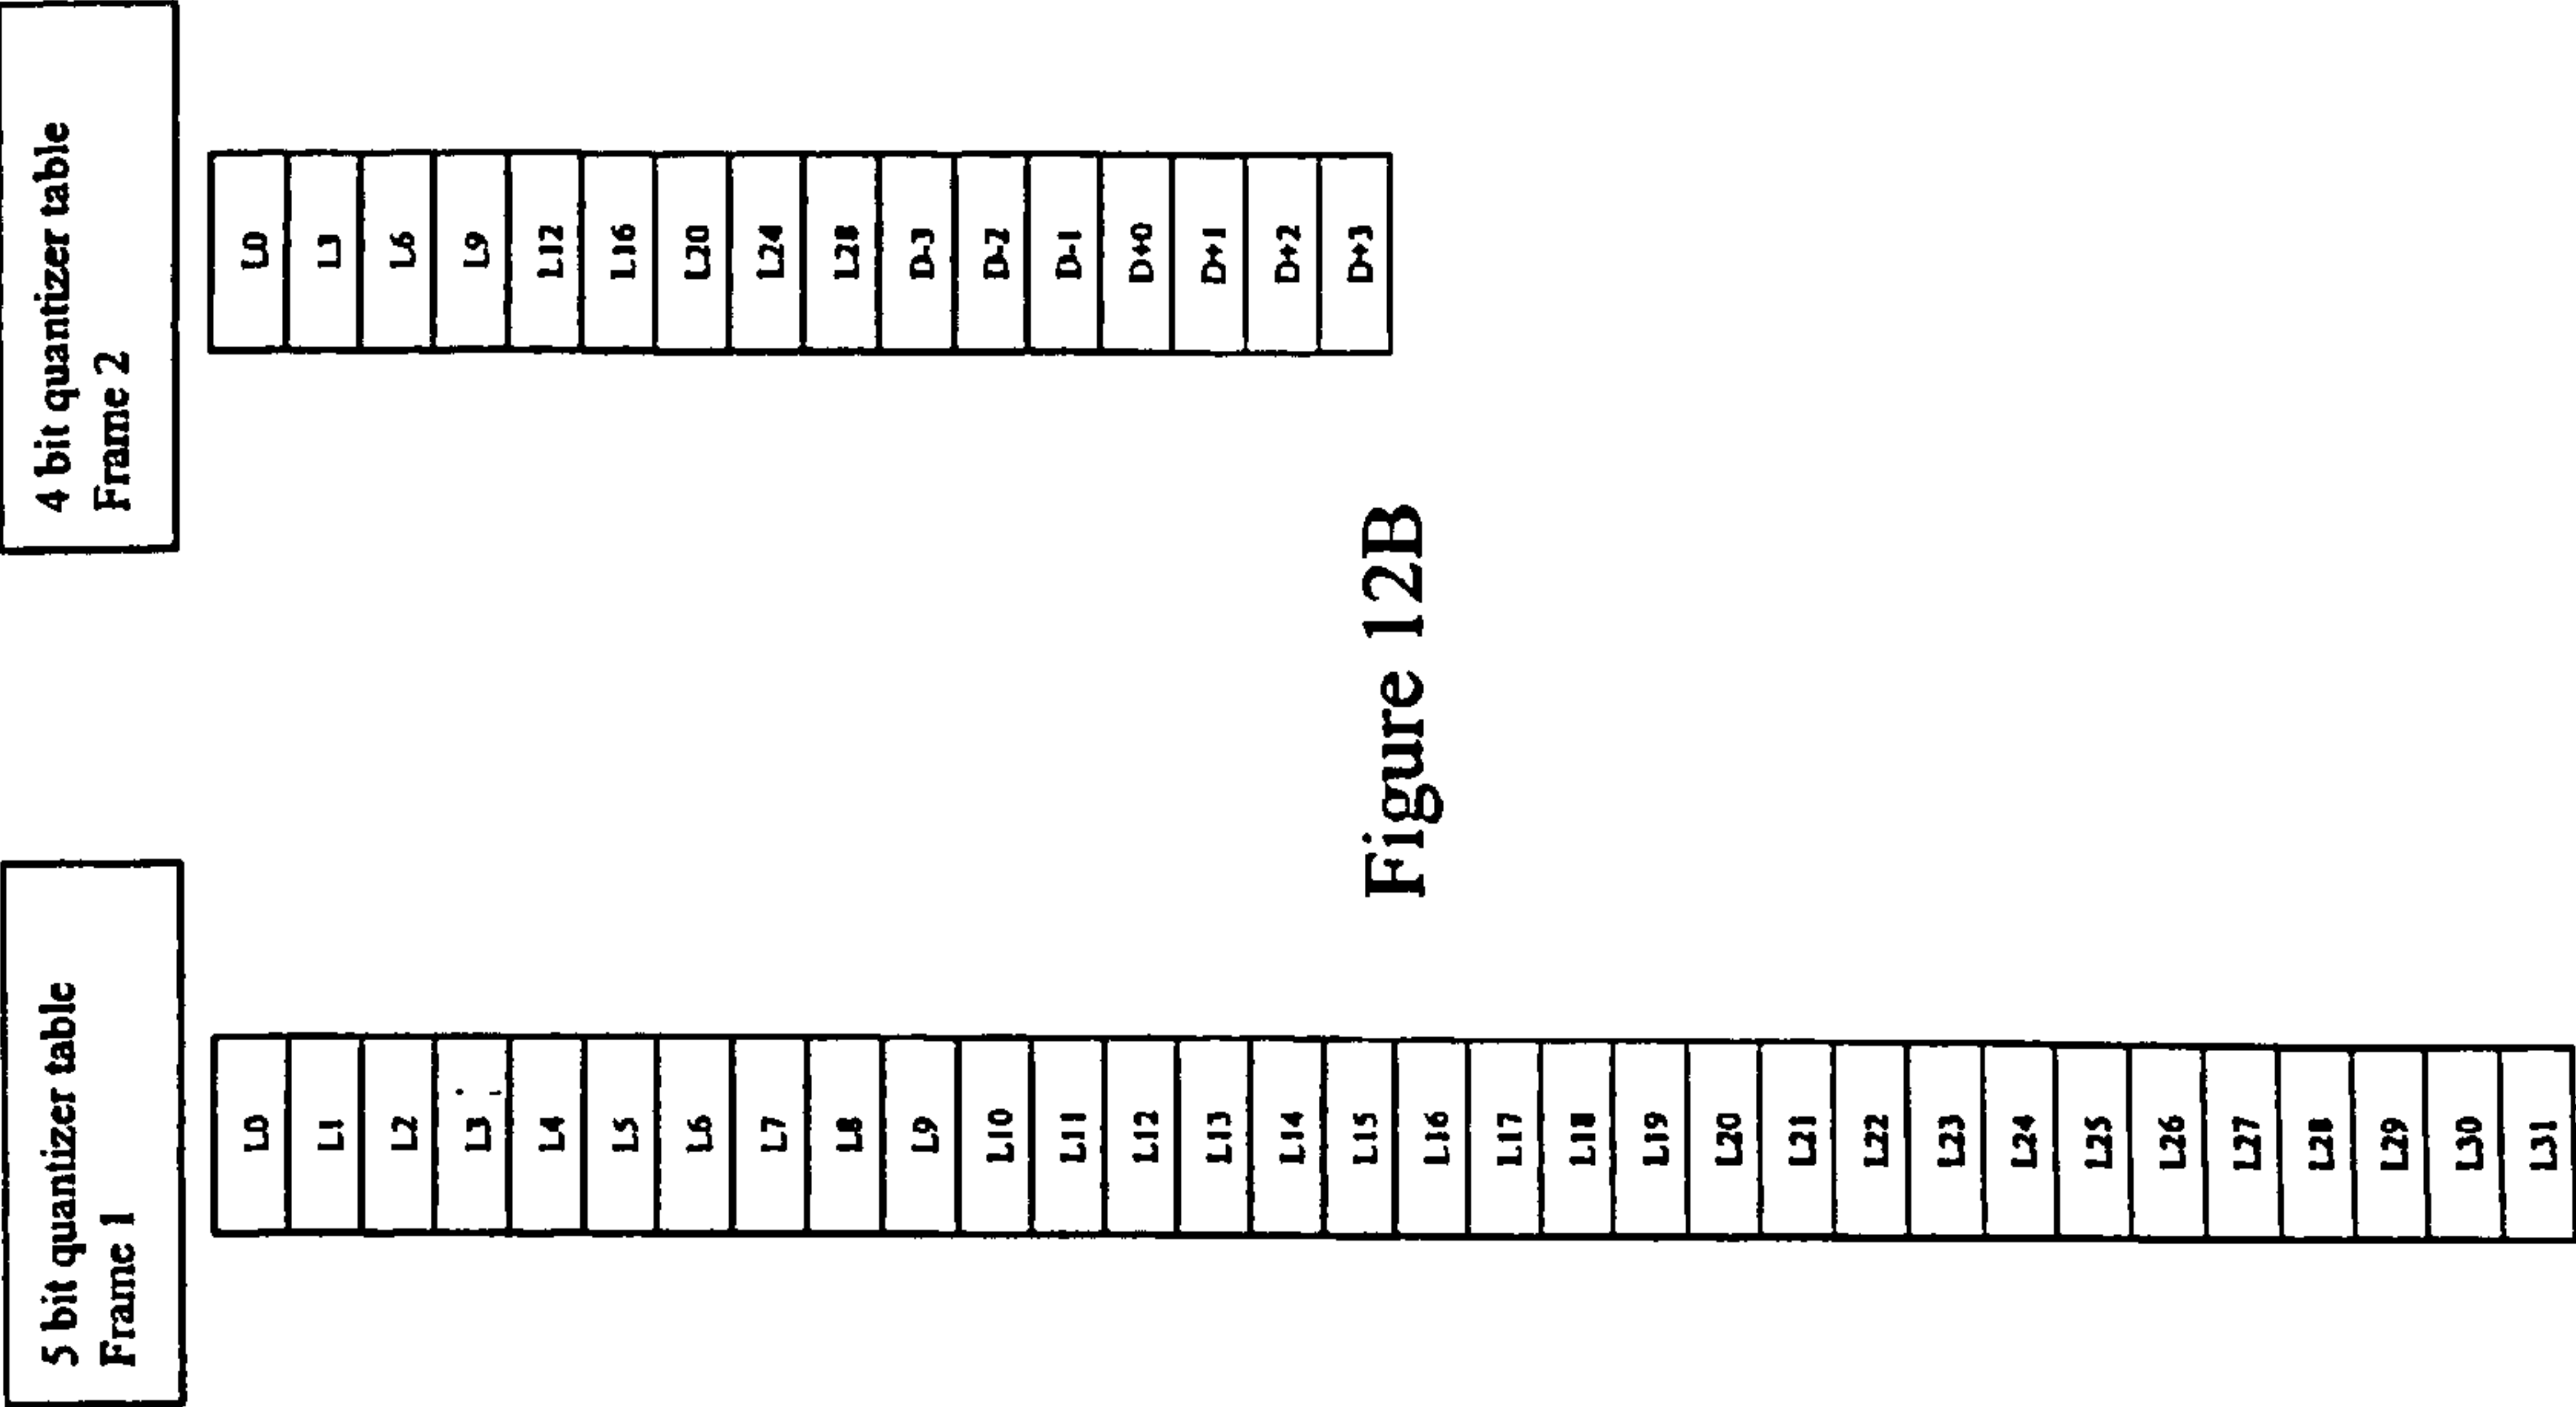 5 bit quantizer table
Frame 1
L0
L1
L2
L3
L4
L5
L6
L7
L8
L9
L10
L11
L12
L13
L14
L15
L16
L17
L18
L19
L20
L21
L22
L23
L24
L25
L26
L27
L28
L29
L30
L31
4 bit quantizer table
Frame 2
L0
L3
L6
L9
L12
L16
L20
L24
L28
D-3
D-2
D-1
D+0
D+1
D+2
D+3
Figure 12B